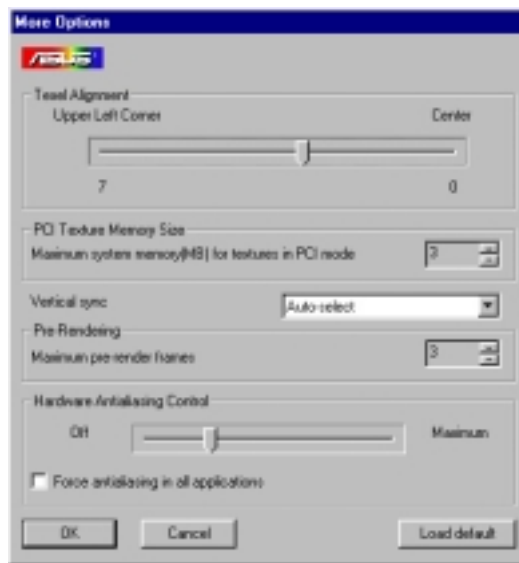 More Options
ASUS
Texel Alignment
Upper Left Corner Center
7 0
PCI Texture Memory Size
Maximum system memory(MB) for textures in PCI mode 3
Vertical sync Auto-select
Pre-Rendering
Maximum pre-render frames 3
Hardware Antialiasing Control
Off Maximum
Force antialiasing in all applications
OK Cancel Load default